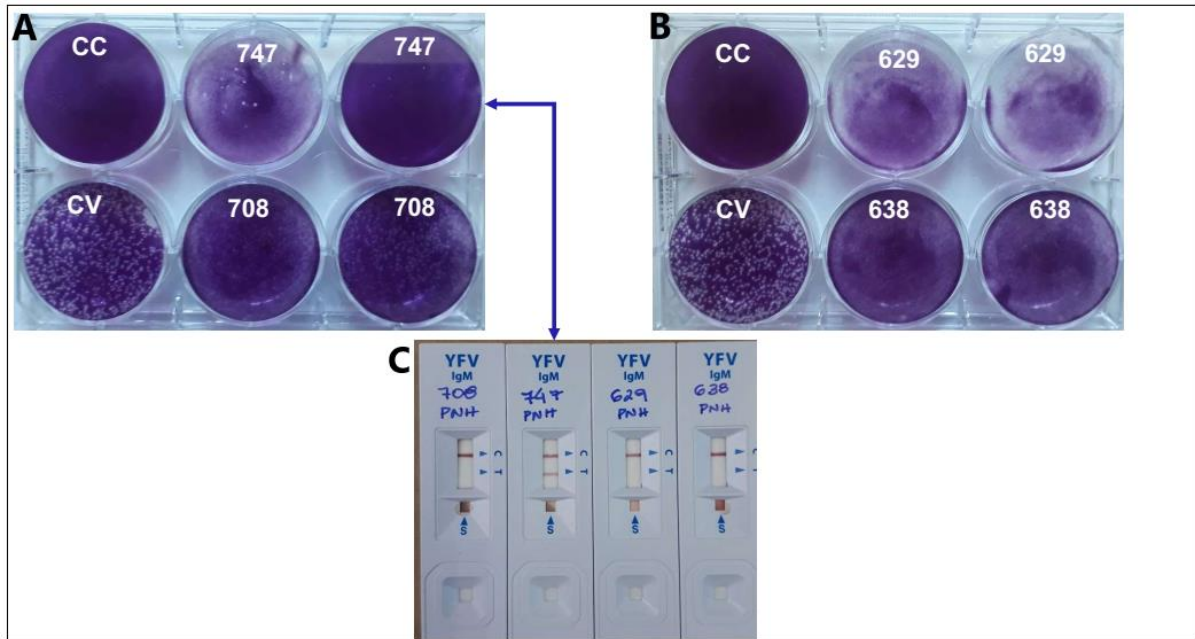 A
CC
747
747
CV
708
708
B
CC
629
629
CV
638
638
C
YFV
IgM
708
PNH
C T
S
YFV
IgM
747
PNH
C T
S
YFV
IgM
629
PNH
C T
S
YFV
IgM
638
PNH
C T
S